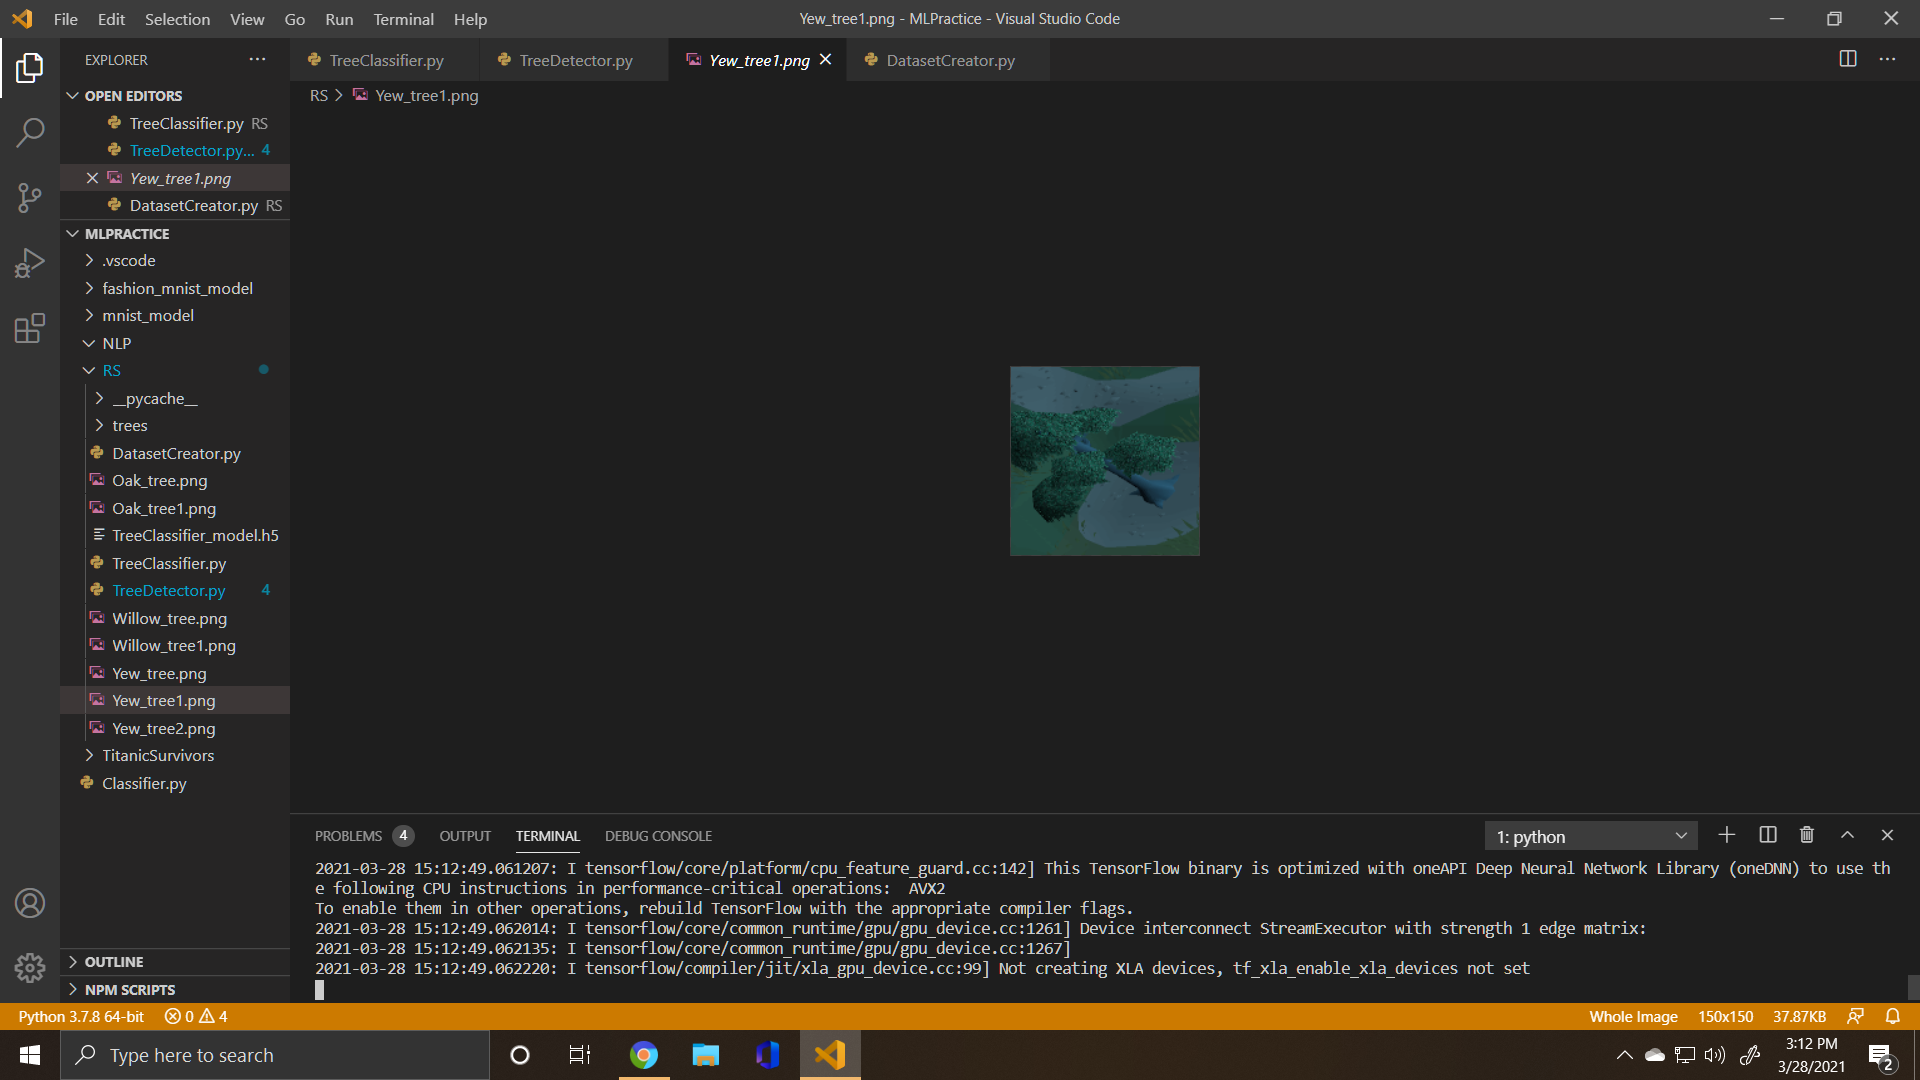 File Edit Selection View Go Run Terminal Help
Yew_tree1.png - MLPractice - Visual Studio Code
EXPLORER
TreeClassifier.py TreeDetector.py Yew_tree1.png DatasetCreator.py
RS > Yew_tree1.png
OPEN EDITORS
TreeClassifier.py RS
TreeDetector.py... 4
Yew_tree1.png
DatasetCreator.py RS
MLPRACTICE
.vscode
fashion_mnist_model
mnist_model
NLP
RS
__pycache__
trees
DatasetCreator.py
Oak_tree.png
Oak_tree1.png
TreeClassifier_model.h5
TreeClassifier.py
TreeDetector.py 4
Willow_tree.png
Willow_tree1.png
Yew_tree.png
Yew_tree1.png
Yew_tree2.png
TitanicSurvivors
Classifier.py
OUTLINE
NPM SCRIPTS
PROBLEMS 4 OUTPUT TERMINAL DEBUG CONSOLE
1: python
2021-03-28 15:12:49.061207: I tensorflow/core/platform/cpu_feature_guard.cc:142] This TensorFlow binary is optimized with oneAPI Deep Neural Network Library (oneDNN) to use th
e following CPU instructions in performance-critical operations:  AVX2
To enable them in other operations, rebuild TensorFlow with the appropriate compiler flags.
2021-03-28 15:12:49.062014: I tensorflow/core/common_runtime/gpu/gpu_device.cc:1261] Device interconnect StreamExecutor with strength 1 edge matrix:
2021-03-28 15:12:49.062135: I tensorflow/core/common_runtime/gpu/gpu_device.cc:1267]
2021-03-28 15:12:49.062220: I tensorflow/compiler/jit/xla_gpu_device.cc:99] Not creating XLA devices, tf_xla_enable_xla_devices not set
Python 3.7.8 64-bit 0 4
Whole Image 150x150 37.87KB
Type here to search
3:12 PM
3/28/2021
2